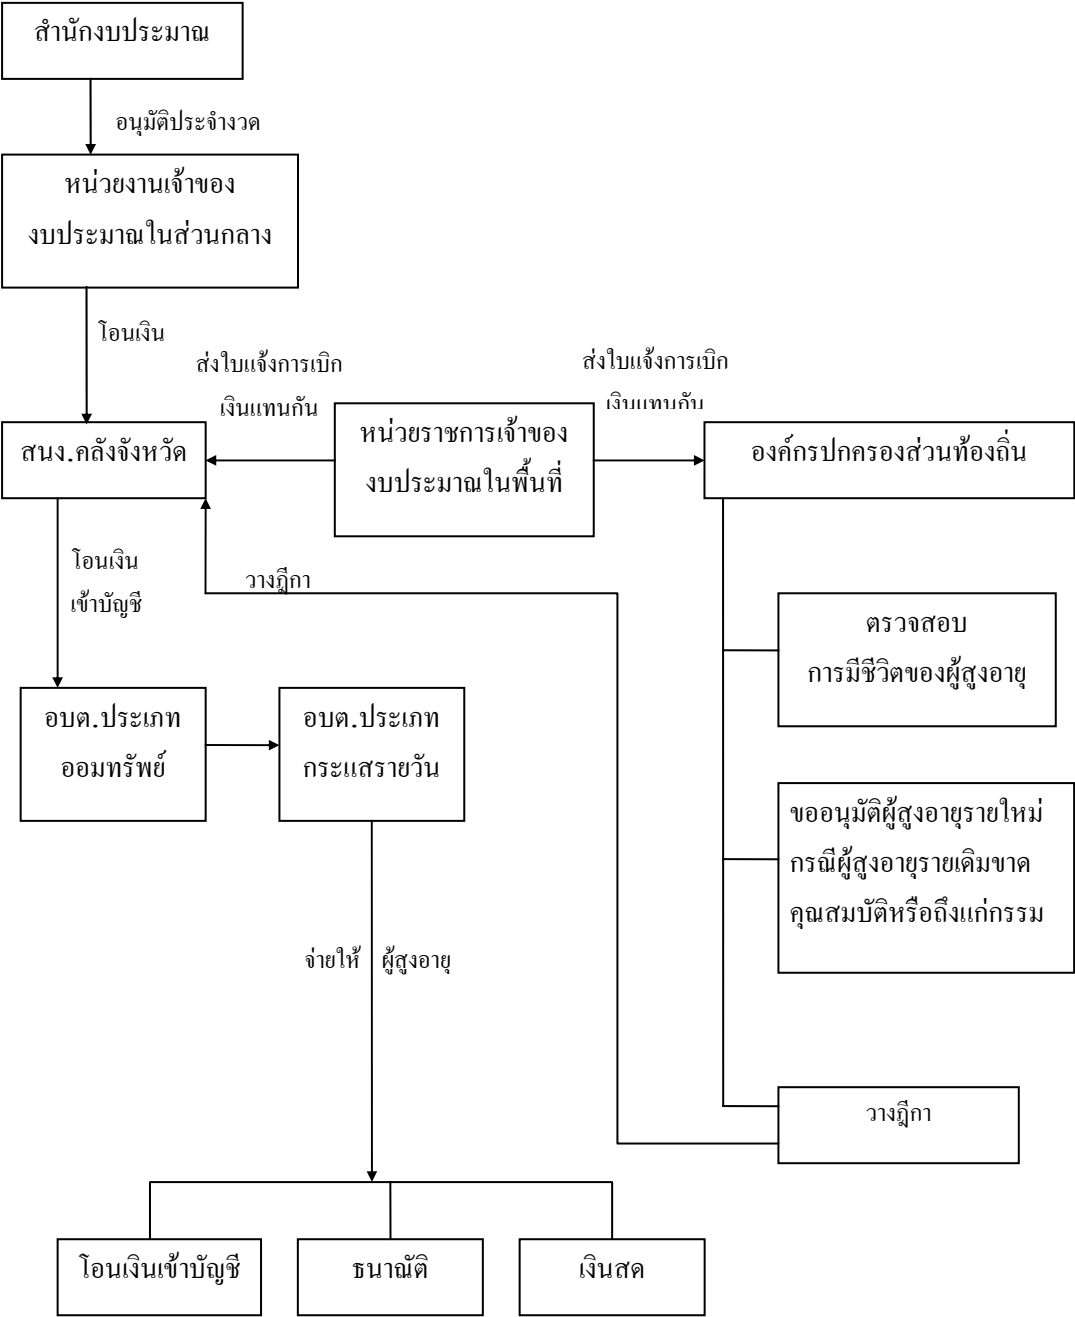 สำนักงบประมาณ
อนุมัติประจำงวด
หน่วยงานเจ้าของ
งบประมาณในส่วนกลาง
โอนเงิน
ส่งใบแจ้งการเบิก
เงินแทนกัน
ส่งใบแจ้งการเบิก
เงินแทนกัน
สนง.คลังจังหวัด
หน่วยราชการเจ้าของ
งบประมาณในพื้นที่
องค์กรปกครองส่วนท้องถิ่น
โอนเงิน
เข้าบัญชี
วางฎีกา
ตรวจสอบ
การมีชีวิตของผู้สูงอายุ
อบต.ประเภท
ออมทรัพย์
อบต.ประเภท
กระแสรายวัน
ขออนุมัติผู้สูงอายุรายใหม่
กรณีผู้สูงอายุรายเดิมขาด
คุณสมบัติหรือถึงแก่กรรม
จ่ายให้ ผู้สูงอายุ
วางฎีกา
โอนเงินเข้าบัญชี
ธนาณัติ
เงินสด